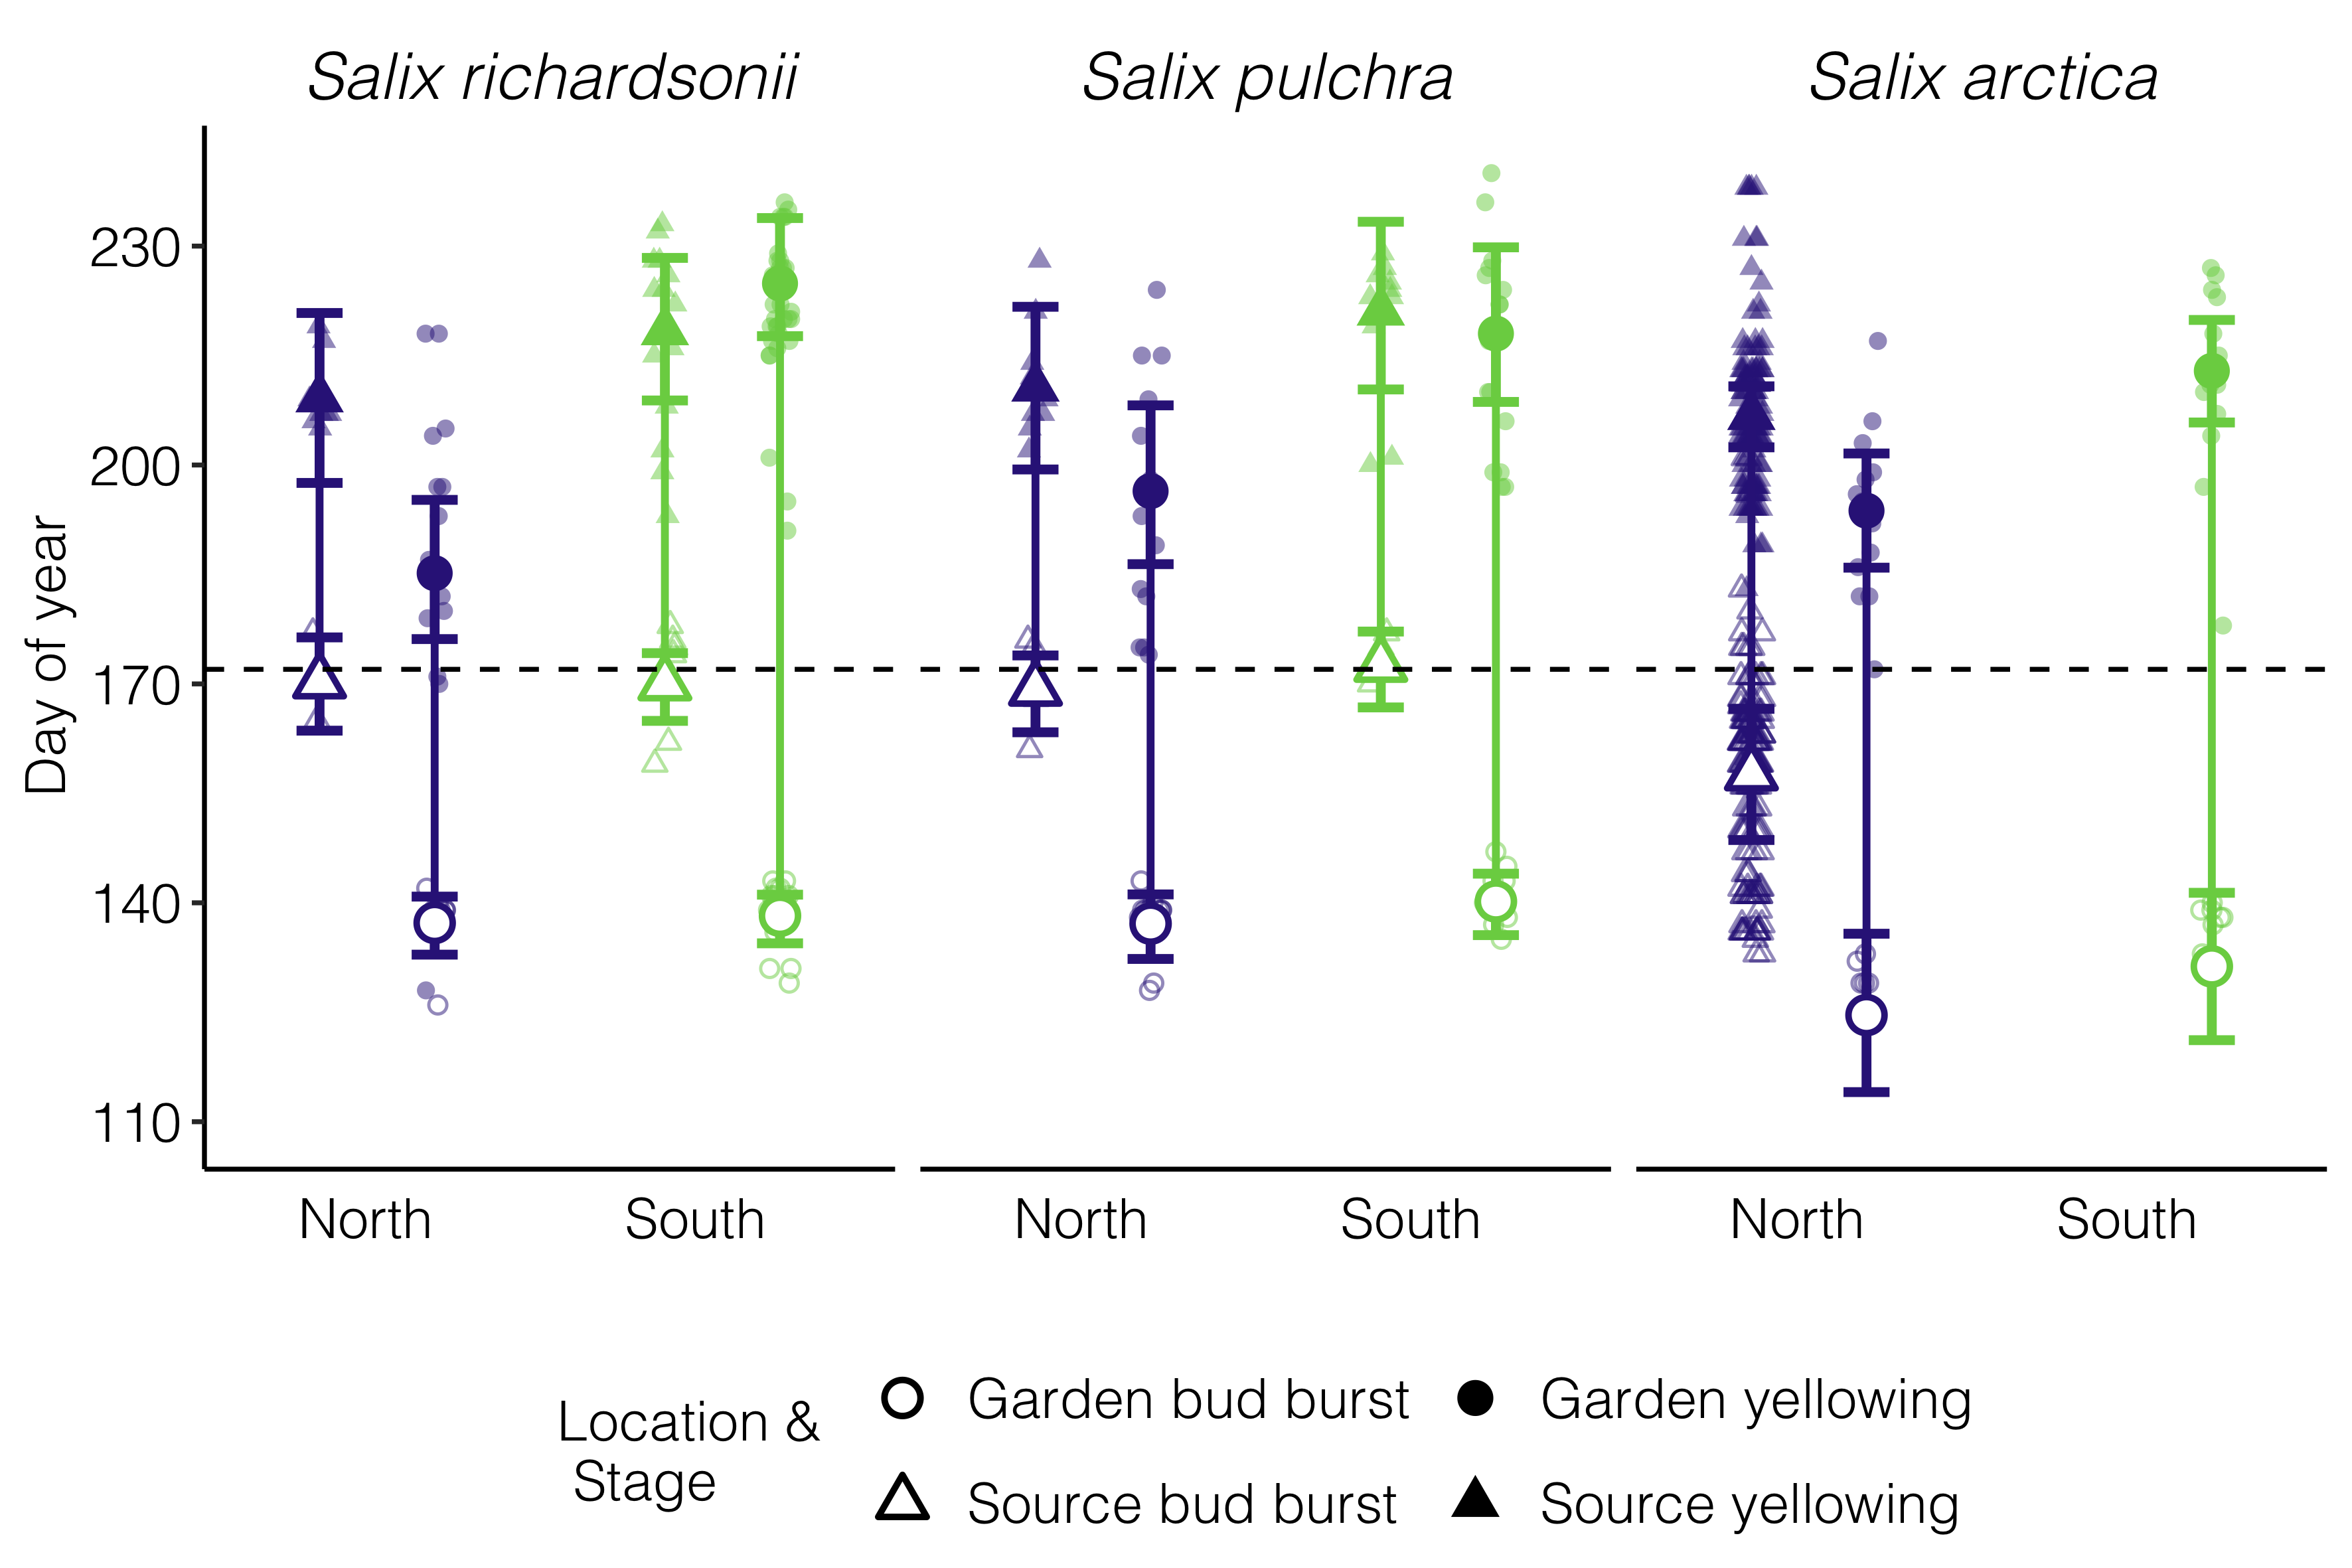 Salix richardsonii Salix pulchra Salix arctica
Day of year
230
200
170
140
110
North South North South North South
Location &
Stage
Garden bud burst Garden yellowing
Source bud burst Source yellowing